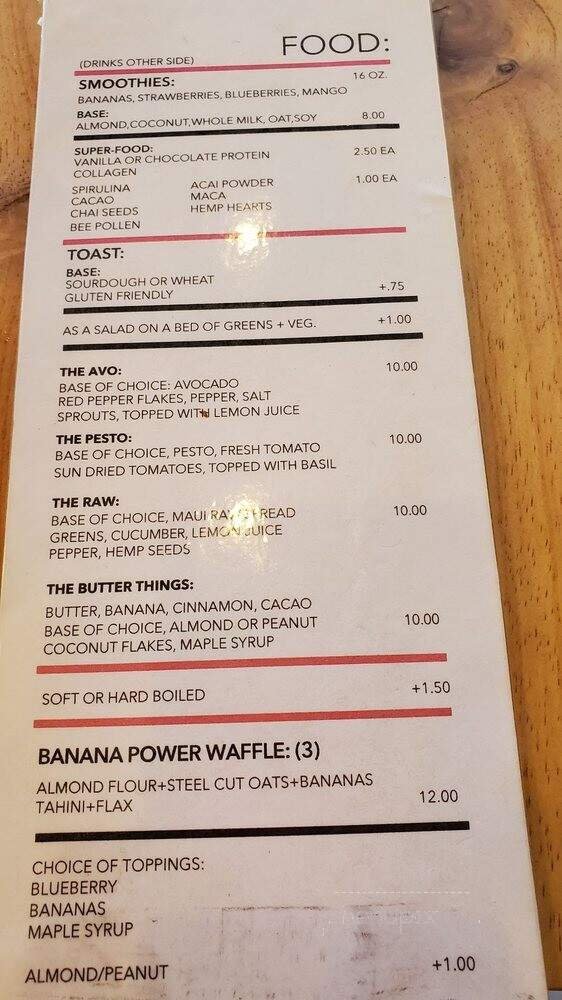 FOOD:
(DRINKS OTHER SIDE)
SMOOTHIES: 16 OZ.
BANANAS, STRAWBERRIES, BLUEBERRIES, MANGO
BASE:
ALMOND,COCONUT,WHOLE MILK, OAT,SOY 8.00
SUPER-FOOD:
VANILLA OR CHOCOLATE PROTEIN 2.50 EA
COLLAGEN
SPIRULINA ACAI POWDER 1.00 EA
CACAO MACA
CHAI SEEDS HEMP HEARTS
BEE POLLEN
TOAST:
BASE:
SOURDOUGH OR WHEAT
GLUTEN FRIENDLY +.75
AS A SALAD ON A BED OF GREENS + VEG. +1.00
THE AVO: 10.00
BASE OF CHOICE: AVOCADO
RED PEPPER FLAKES, PEPPER, SALT
SPROUTS, TOPPED WITH LEMON JUICE
THE PESTO: 10.00
BASE OF CHOICE, PESTO, FRESH TOMATO
SUN DRIED TOMATOES, TOPPED WITH BASIL
THE RAW: 10.00
BASE OF CHOICE, MAUI
GREENS, CUCUMBER, LEMON JUICE
PEPPER, HEMP SEEDS
THE BUTTER THINGS:
BUTTER, BANANA, CINNAMON, CACAO
BASE OF CHOICE, ALMOND OR PEANUT 10.00
COCONUT FLAKES, MAPLE SYRUP
SOFT OR HARD BOILED +1.50
BANANA POWER WAFFLE: (3)
ALMOND FLOUR+STEEL CUT OATS+BANANAS
TAHINI+FLAX 12.00
CHOICE OF TOPPINGS:
BLUEBERRY
BANANAS
MAPLE SYRUP
ALMOND/PEANUT +1.00